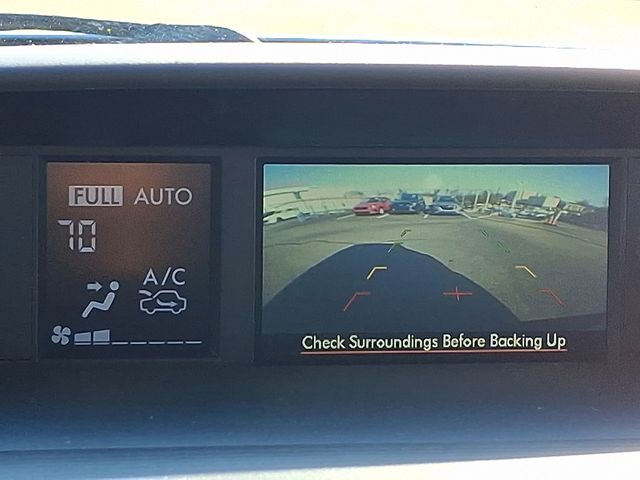 FULL AUTO
70
A/C
Check Surroundings Before Backing Up